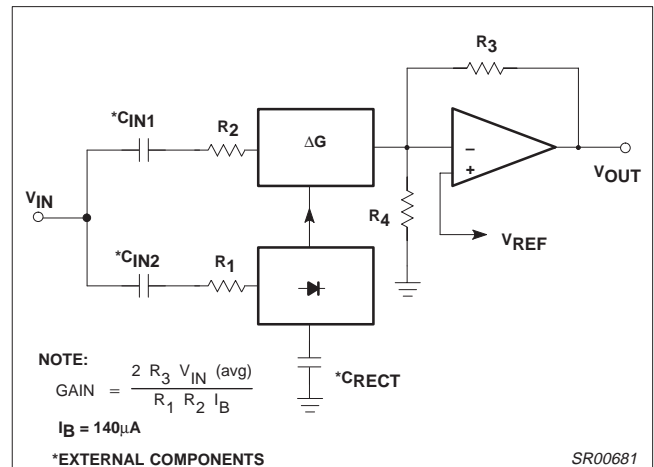 R3
*CIN1
R2
ΔG
−
+
VOUT
VIN
R4
VREF
*CIN2
R1
*CRECT
NOTE:
GAIN = 2 R3 VIN (avg)
R1 R2 IB
IB = 140µA
*EXTERNAL COMPONENTS
SR00681